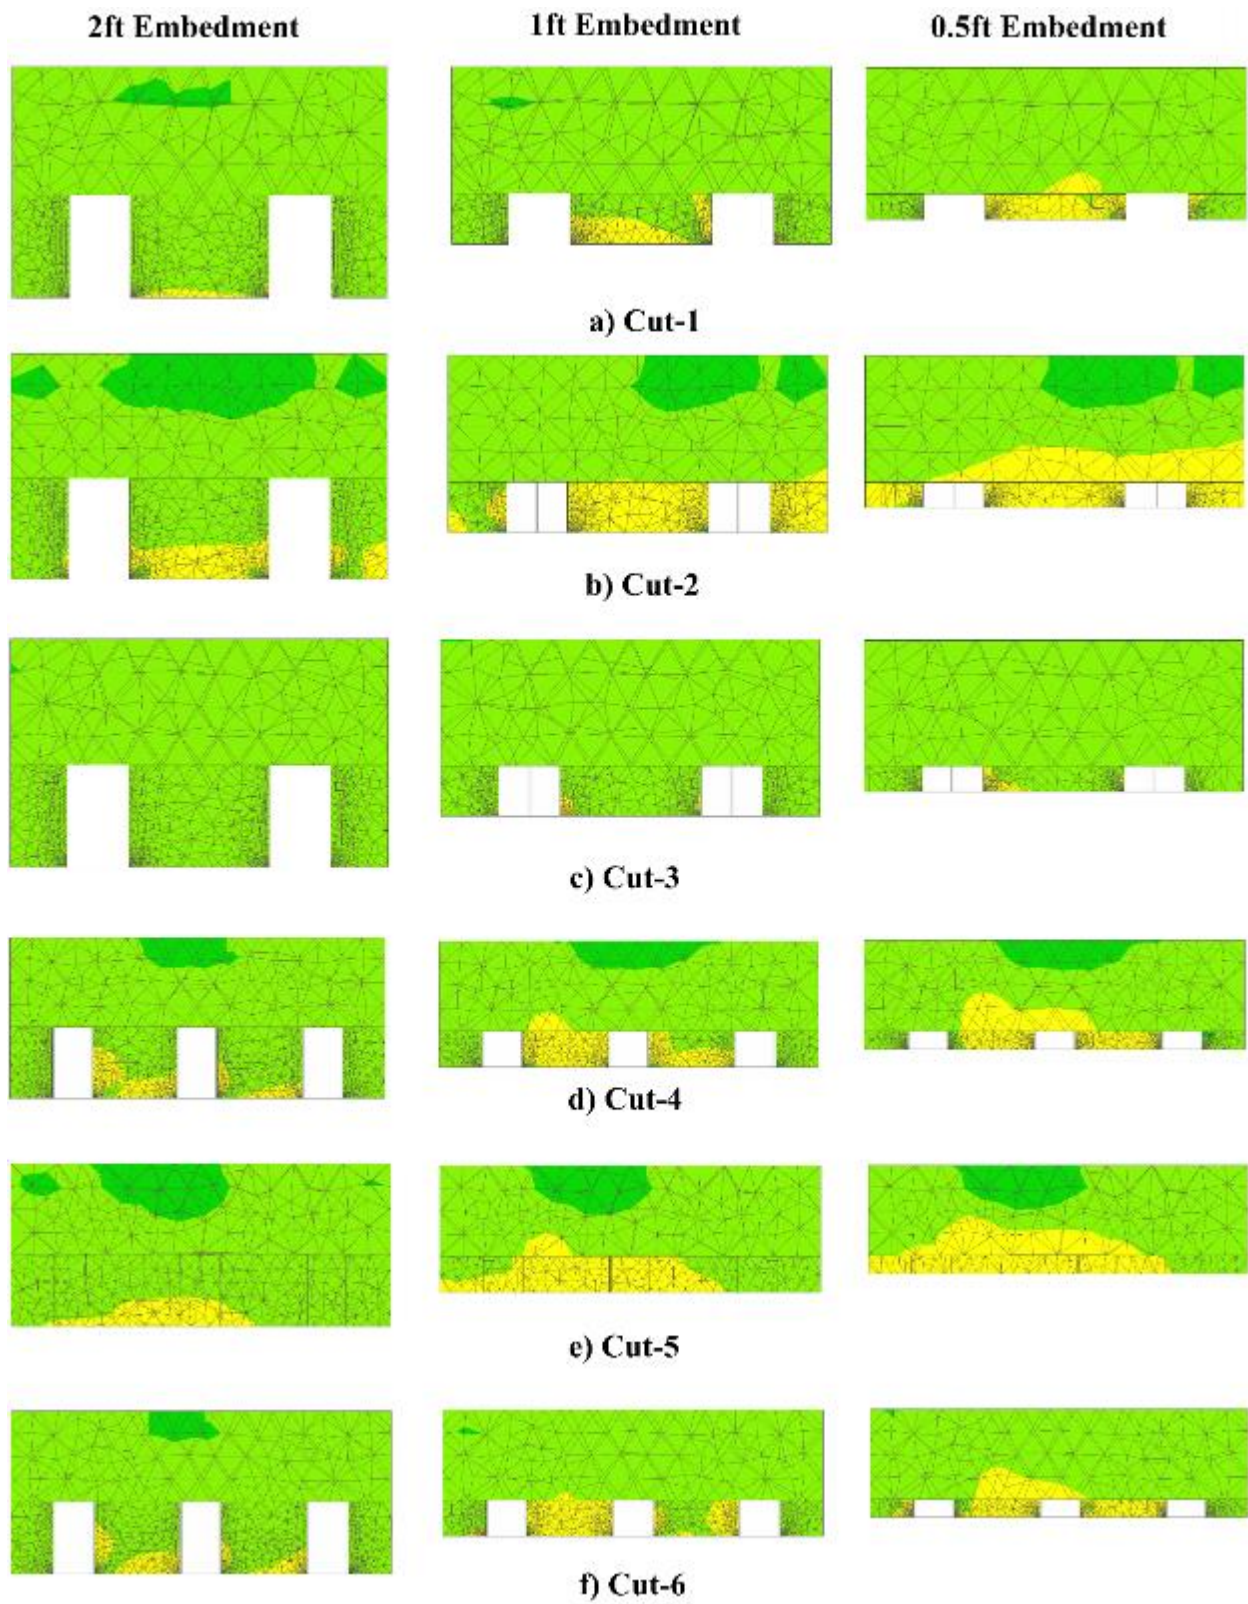 2ft Embedment 1ft Embedment 0.5ft Embedment
a) Cut-1
b) Cut-2
c) Cut-3
d) Cut-4
e) Cut-5
f) Cut-6